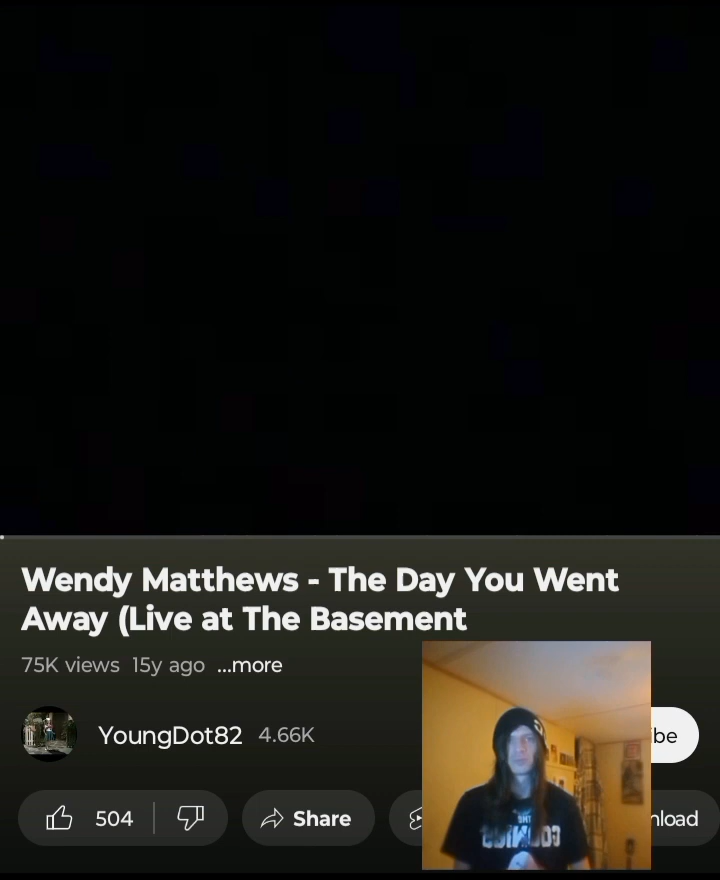 Wendy Matthews - The Day You Went
Away (Live at The Basement
75K views 15y ago ...more
YoungDot82 4.66K
be
504 Share nload